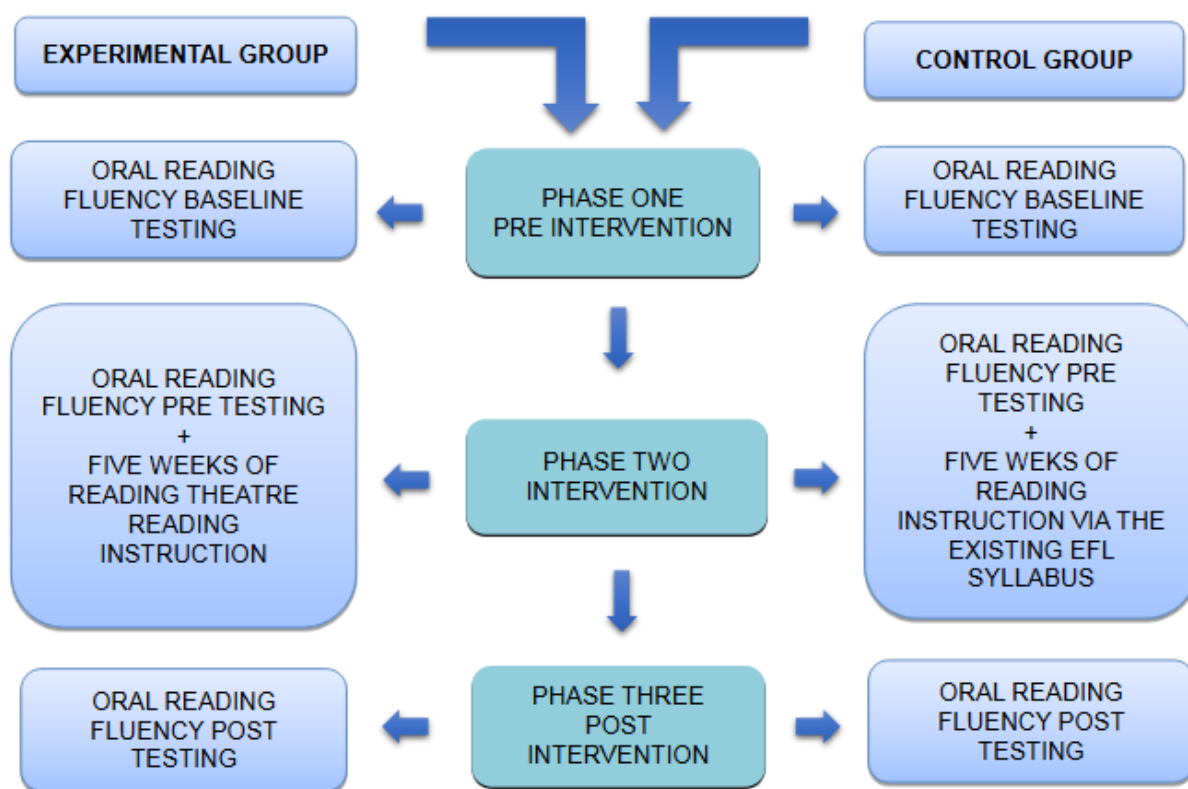 EXPERIMENTAL GROUP
CONTROL GROUP
ORAL READING
FLUENCY BASELINE
TESTING
PHASE ONE
PRE INTERVENTION
ORAL READING
FLUENCY BASELINE
TESTING
ORAL READING
FLUENCY PRE TESTING
+
FIVE WEEKS OF
READING THEATRE
READING
INSTRUCTION
PHASE TWO
INTERVENTION
ORAL READING
FLUENCY PRE
TESTING
+
FIVE WEKS OF
READING
INSTRUCTION VIA THE
EXISTING EFL
SYLLABUS
ORAL READING
FLUENCY POST
TESTING
PHASE THREE
POST
INTERVENTION
ORAL READING
FLUENCY POST
TESTING